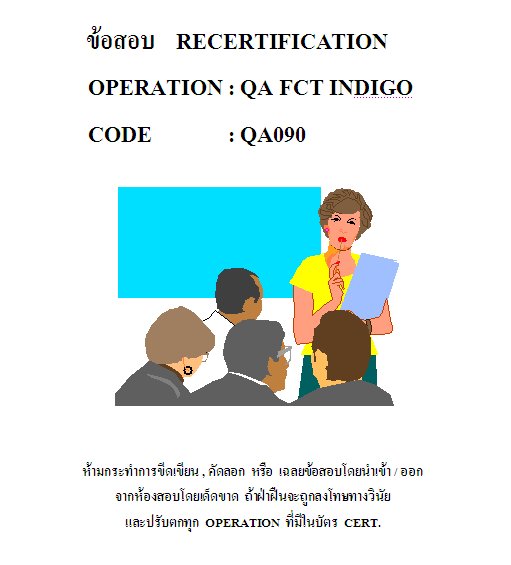 ข้อสอบ RECERTIFICATION
OPERATION : QA FCT INDIGO
CODE : QA090
ห้ามกระทำการขีดเขียน , คัดลอก หรือ เฉลยข้อสอบโดยนำเข้า / ออก
จากห้องสอบโดยเด็ดขาด ถ้าฝ่าฝืนจะถูกลงโทษทางวินัย
และปรับตกทุก OPERATION ที่มีในบัตร CERT.